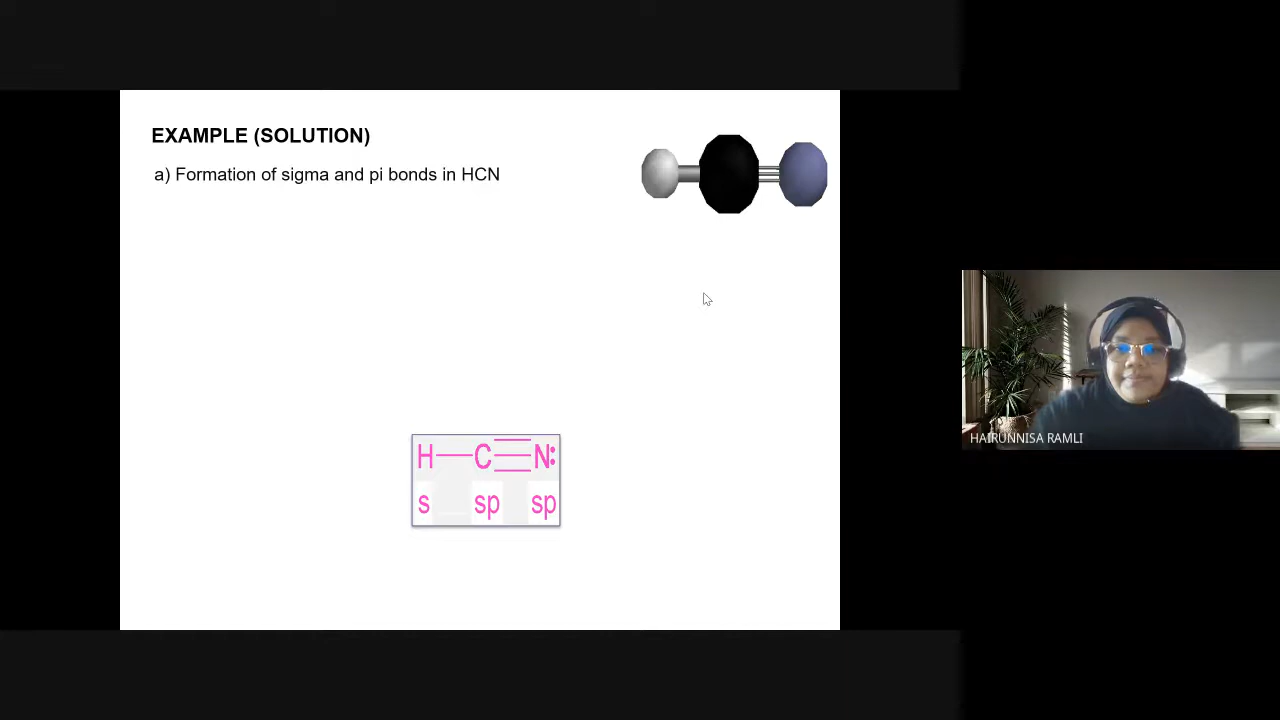 EXAMPLE (SOLUTION)
a) Formation of sigma and pi bonds in HCN
H—C≡N:
s sp sp
HAIRUNNISA RAMLI